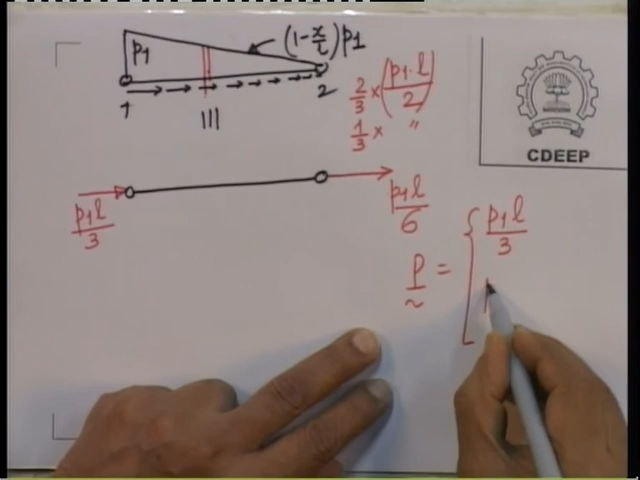 p₁
(1-x/l)p₁
1
2
2/3 × (p₁.l/2)
1/3 × "
p₁l/3
p₁l/6
P = { p₁l/3
CDEEP